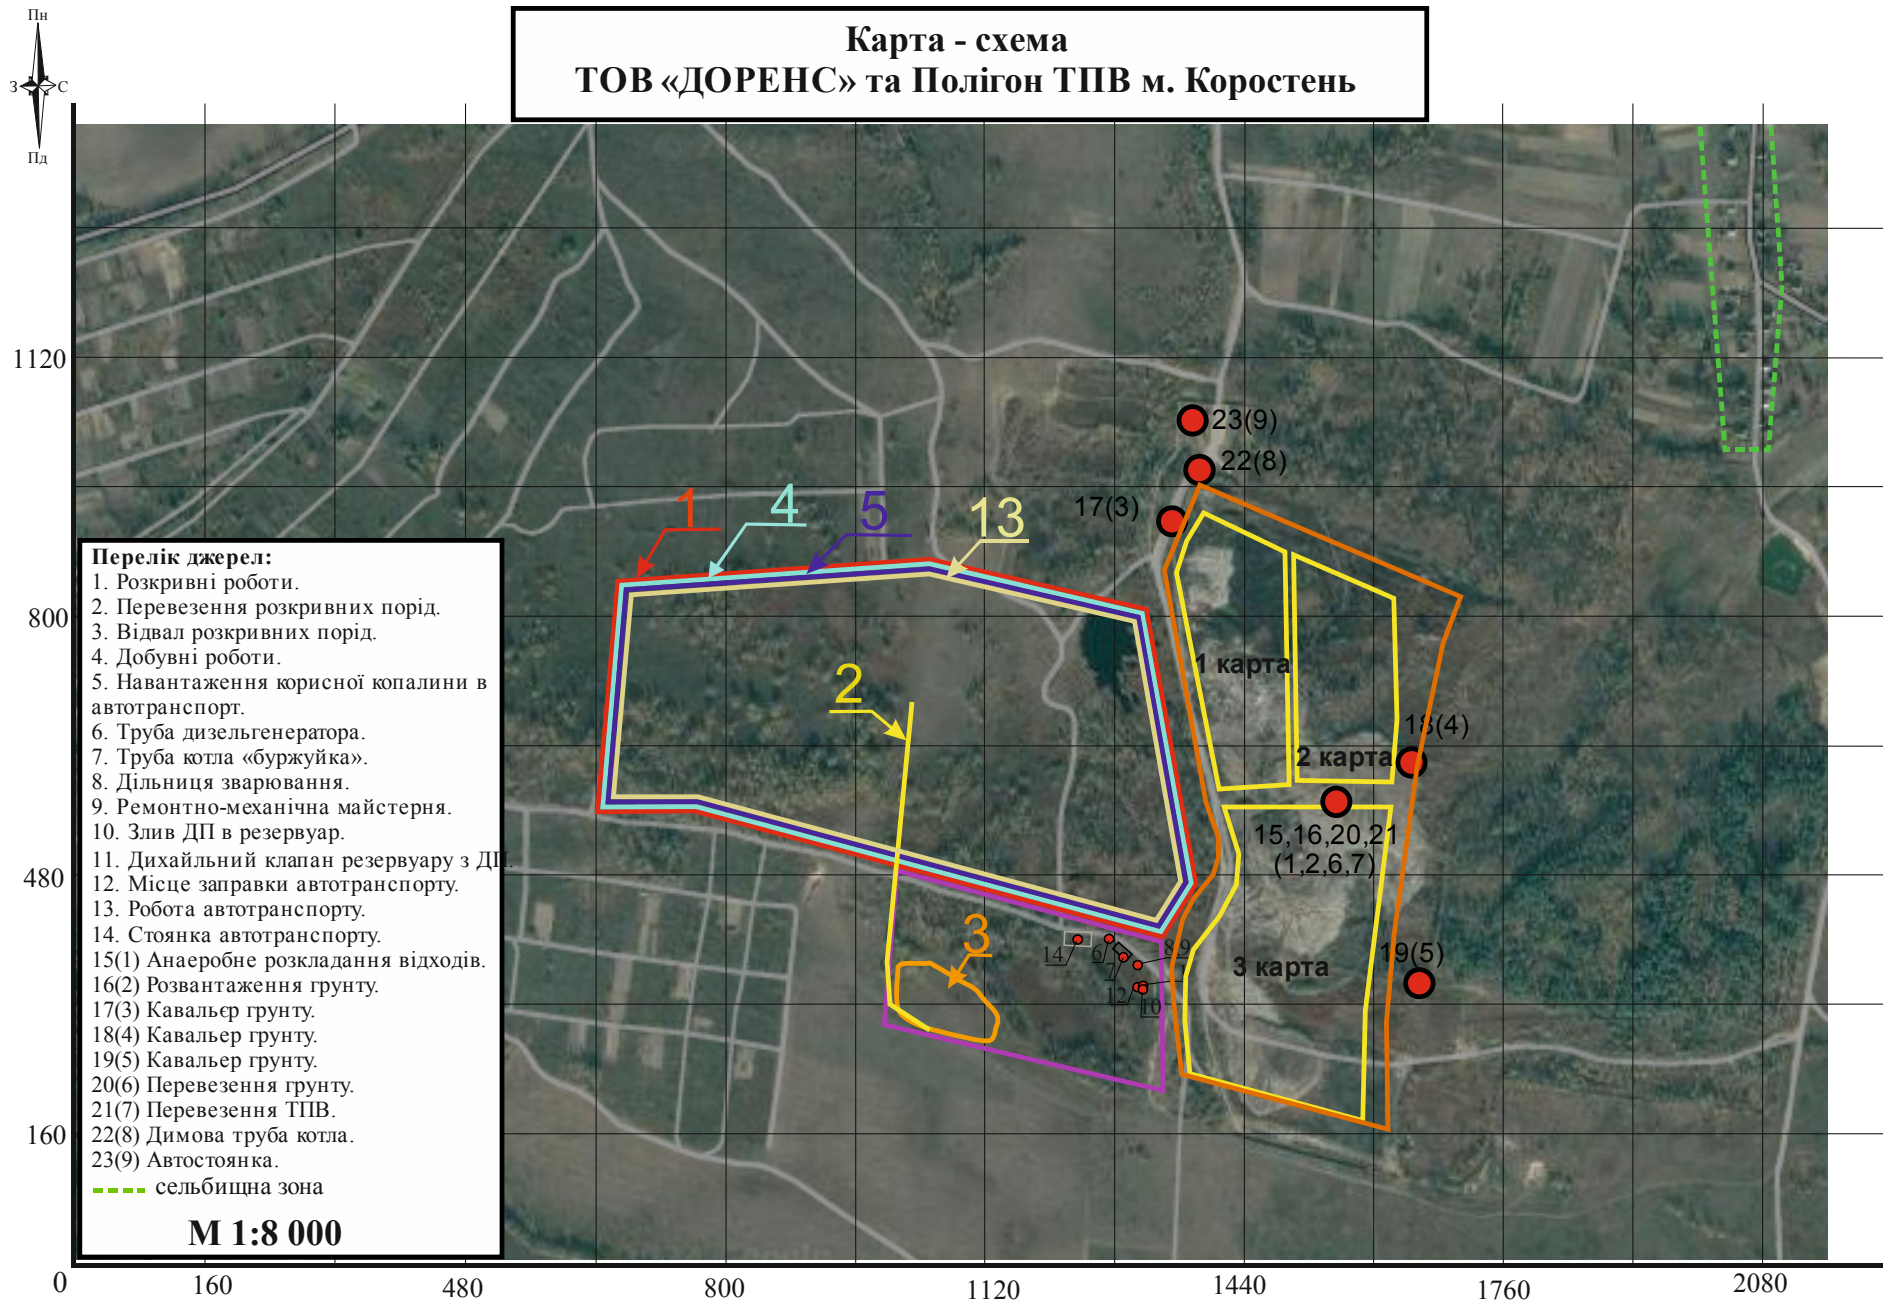 Пн
З
С
Пд
Карта - схема
ТОВ «ДОРЕНС» та Полігон ТПВ м. Коростень
1120
800
480
160
0
160
480
800
1120
1440
1760
2080
23(9)
22(8)
17(3)
1
4
5
13
2
1 карта
18(4)
2 карта
15,16,20,21
(1,2,6,7)
3
19(5)
3 карта
14
6
7
8,9
12
10
Перелік джерел:
1. Розкривні роботи.
2. Перевезення розкривних порід.
3. Відвал розкривних порід.
4. Добувні роботи.
5. Навантаження корисної копалини в
автотранспорт.
6. Труба дизельгенератора.
7. Труба котла «буржуйка».
8. Дільниця зварювання.
9. Ремонтно-механічна майстерня.
10. Злив ДП в резервуар.
11. Дихайльний клапан резервуару з ДП.
12. Місце заправки автотранспорту.
13. Робота автотранспорту.
14. Стоянка автотранспорту.
15(1) Анаеробне розкладання відходів.
16(2) Розвантаження грунту.
17(3) Кавальєр грунту.
18(4) Кавальер грунту.
19(5) Кавальер грунту.
20(6) Перевезення грунту.
21(7) Перевезення ТПВ.
22(8) Димова труба котла.
23(9) Автостоянка.
сельбищна зона
М 1:8 000